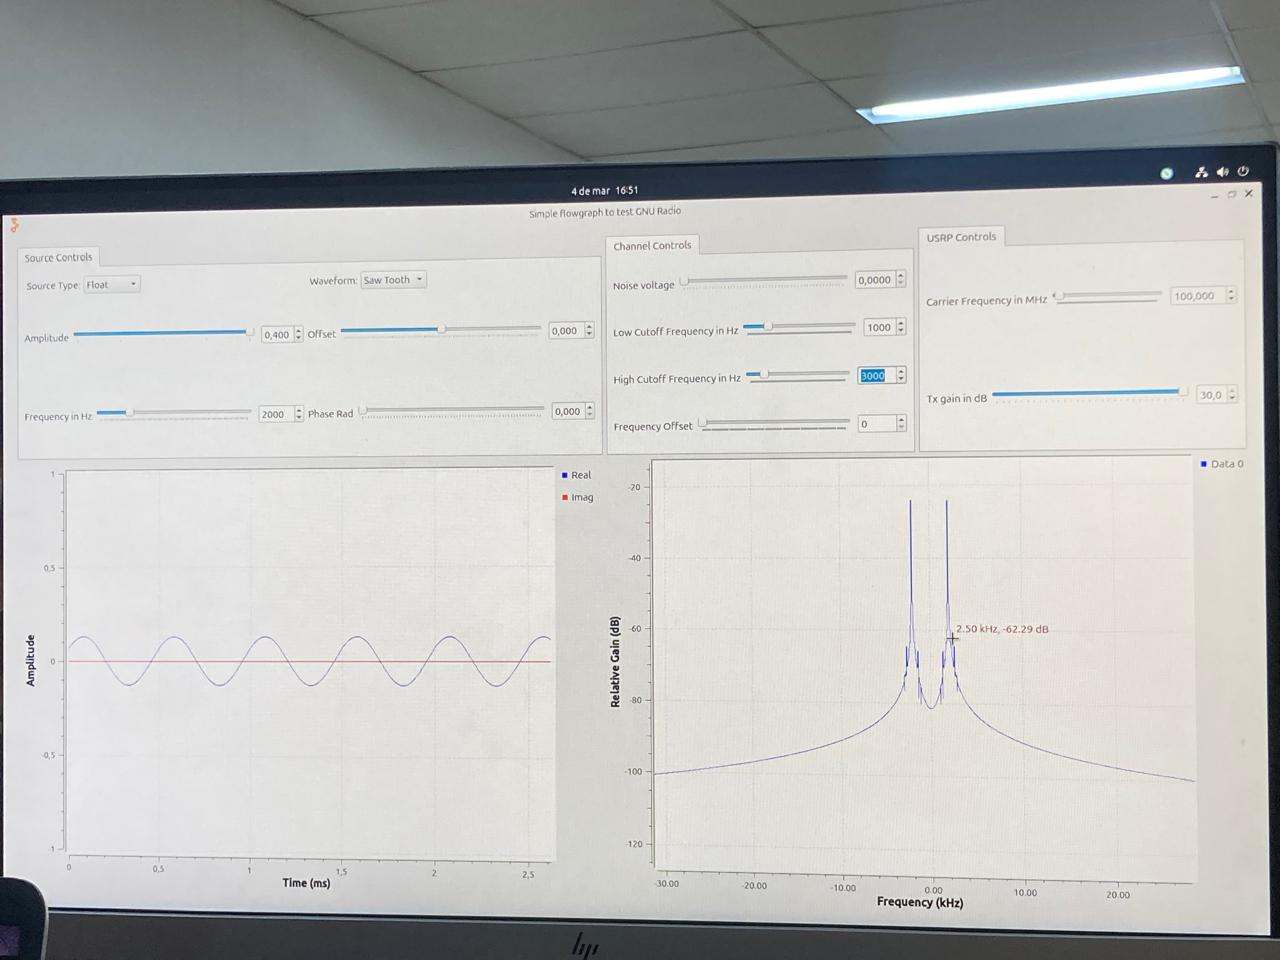 4 de mar 16:51
Simple flowgraph to test GNU Radio
Source Controls
Source Type: Float
Waveform: Saw Tooth
Amplitude 0,400 Offset 0,000
Frequency in Hz 2000 Phase Rad 0,000
Channel Controls
Noise voltage 0,0000
Low Cutoff Frequency in Hz 1000
High Cutoff Frequency in Hz 3000
Frequency Offset 0
USRP Controls
Carrier Frequency in MHz 100,000
Tx gain in dB 30,0
Real
Imag
Amplitude
1
0,5
0
-0,5
-1
0 0,5 1 1,5 2 2,5
Time (ms)
Data 0
Relative Gain (dB)
-20
-40
-60
-80
-100
-120
2.50 kHz, -62.29 dB
-30.00 -20.00 -10.00 0.00 10.00 20.00
Frequency (kHz)
hp